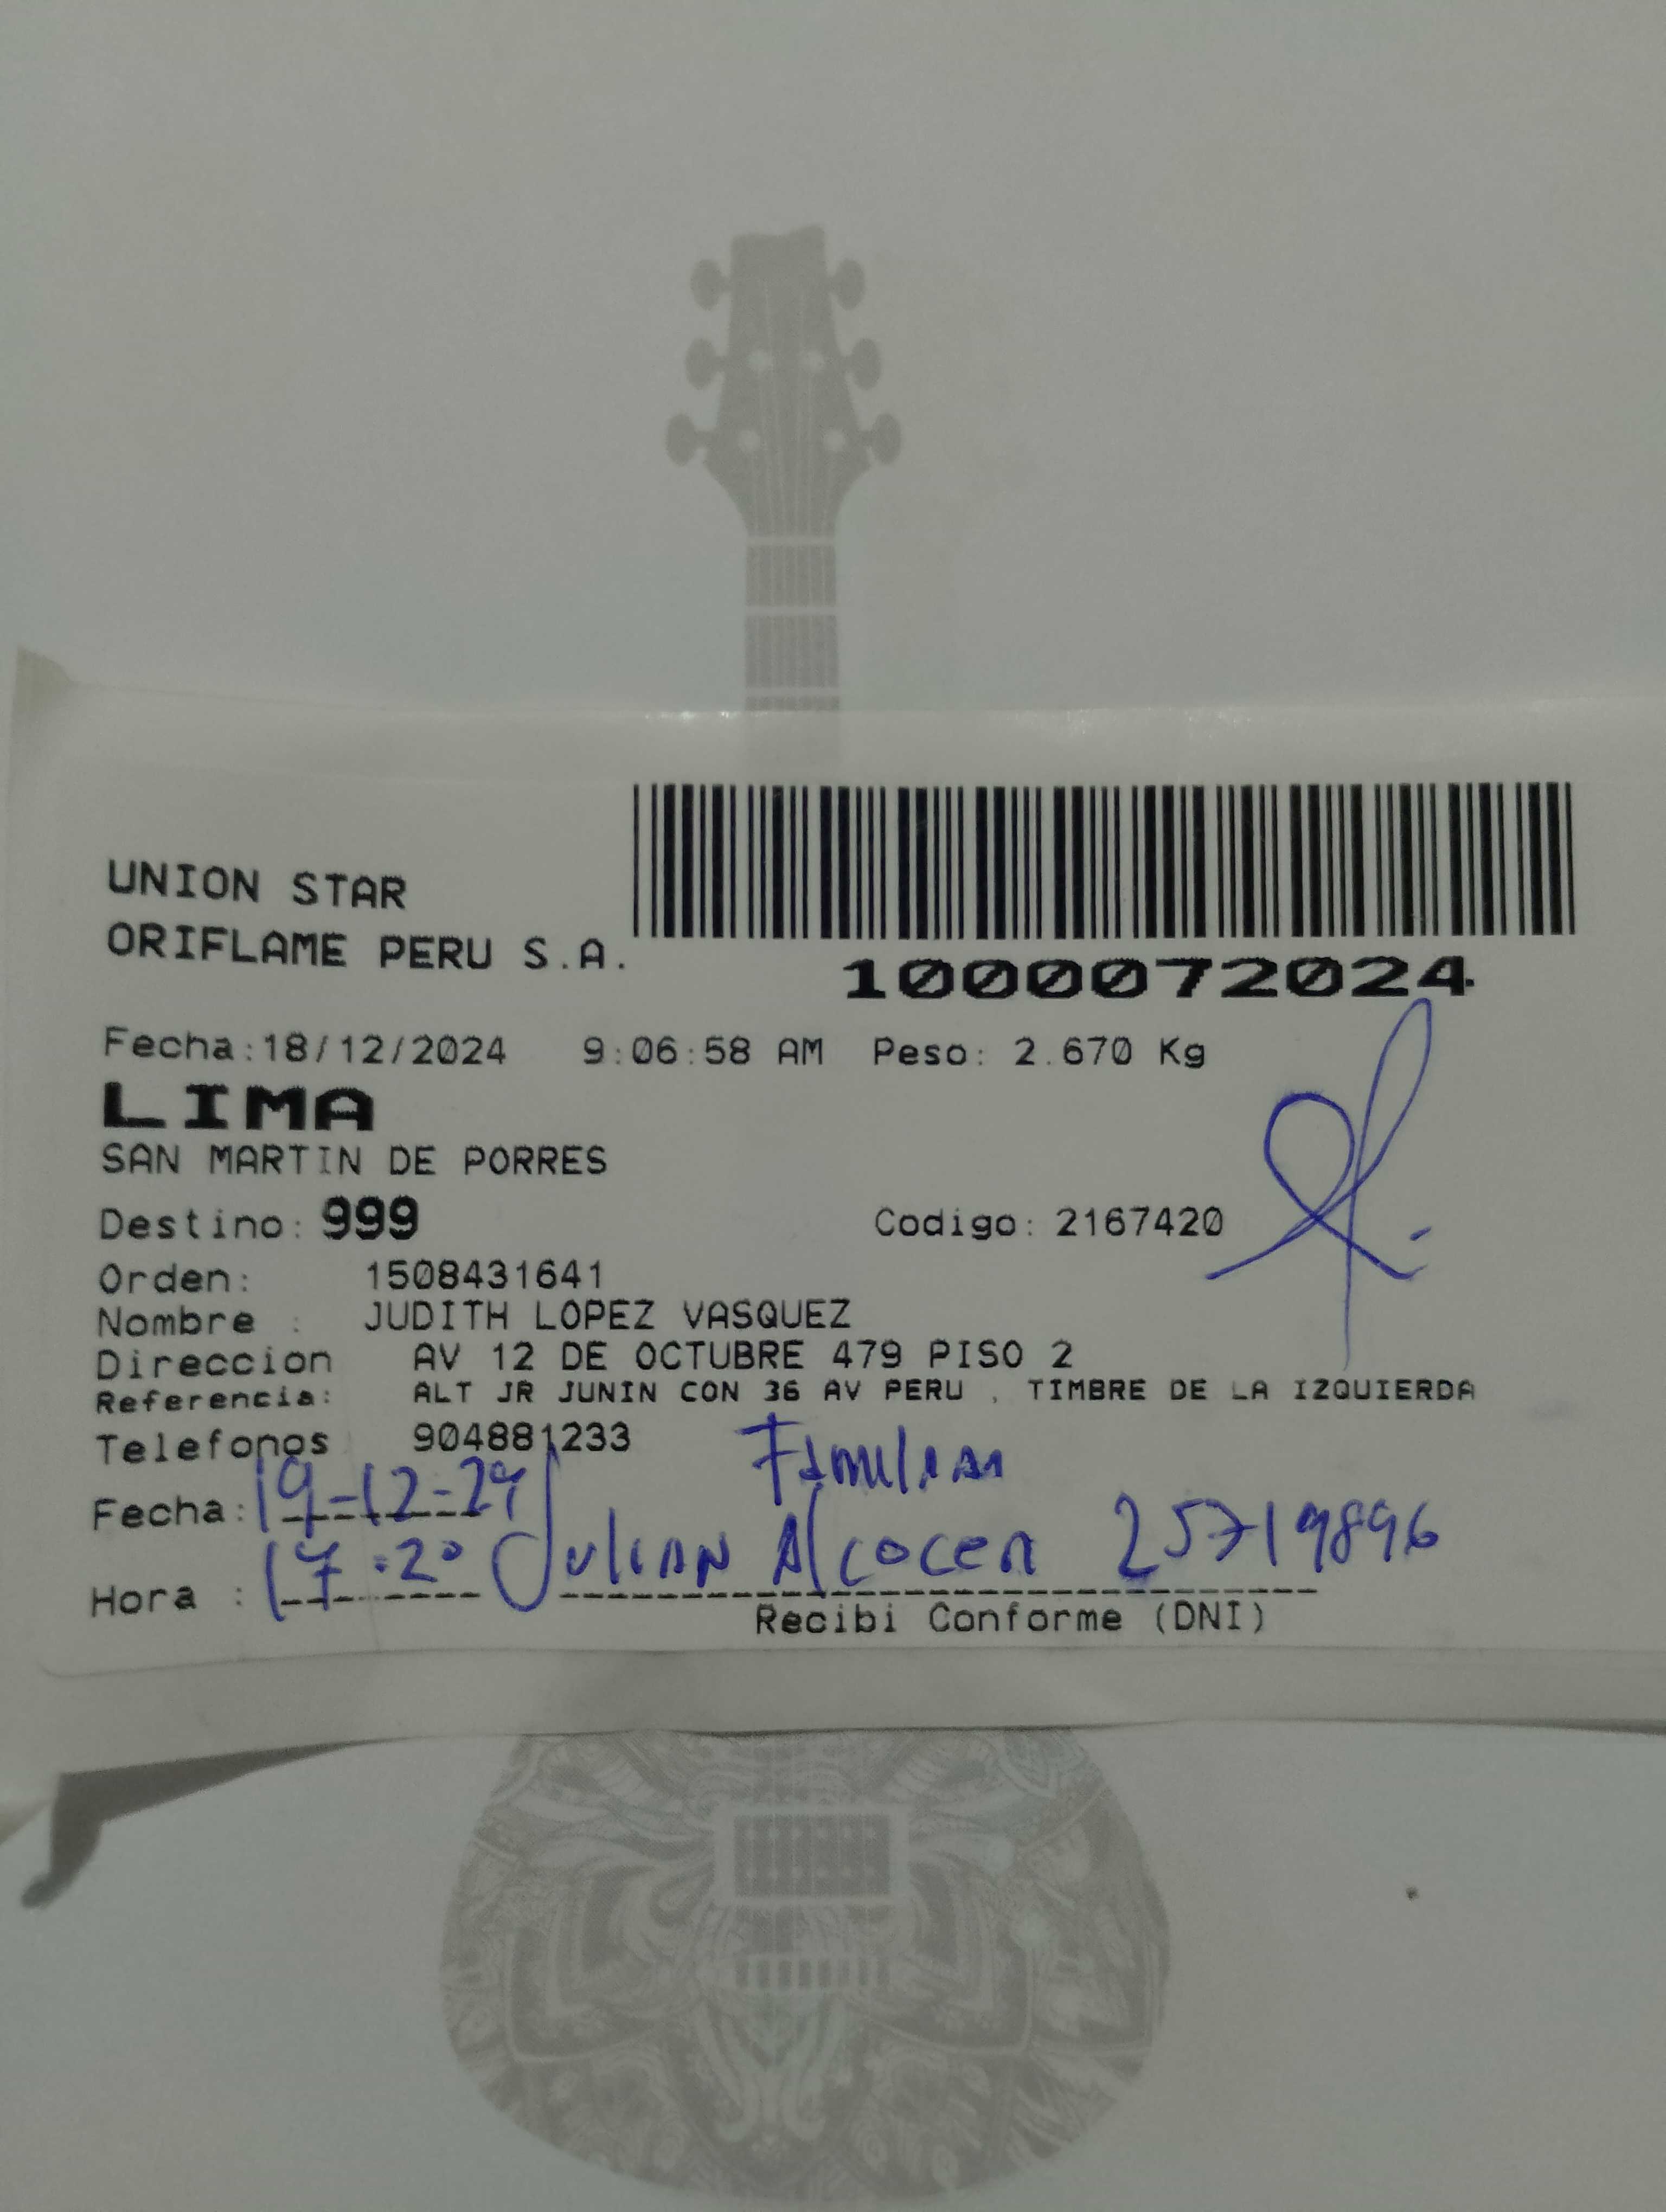 UNION STAR
ORIFLAME PERU S.A.
1000072024
Fecha:18/12/2024 9:06:58 AM Peso: 2.670 Kg
LIMA
SAN MARTIN DE PORRES
Destino: 999 Codigo: 2167420
Orden: 1508431641
Nombre : JUDITH LOPEZ VASQUEZ
Direccion AV 12 DE OCTUBRE 479 PISO 2
Referencia: ALT JR JUNIN CON 36 AV PERU , TIMBRE DE LA IZQUIERDA
Telefonos 904881233
Familiar
Fecha: 19-12-24
Hora : 17:20 Julian Alcocer 25719896
Recibi Conforme (DNI)